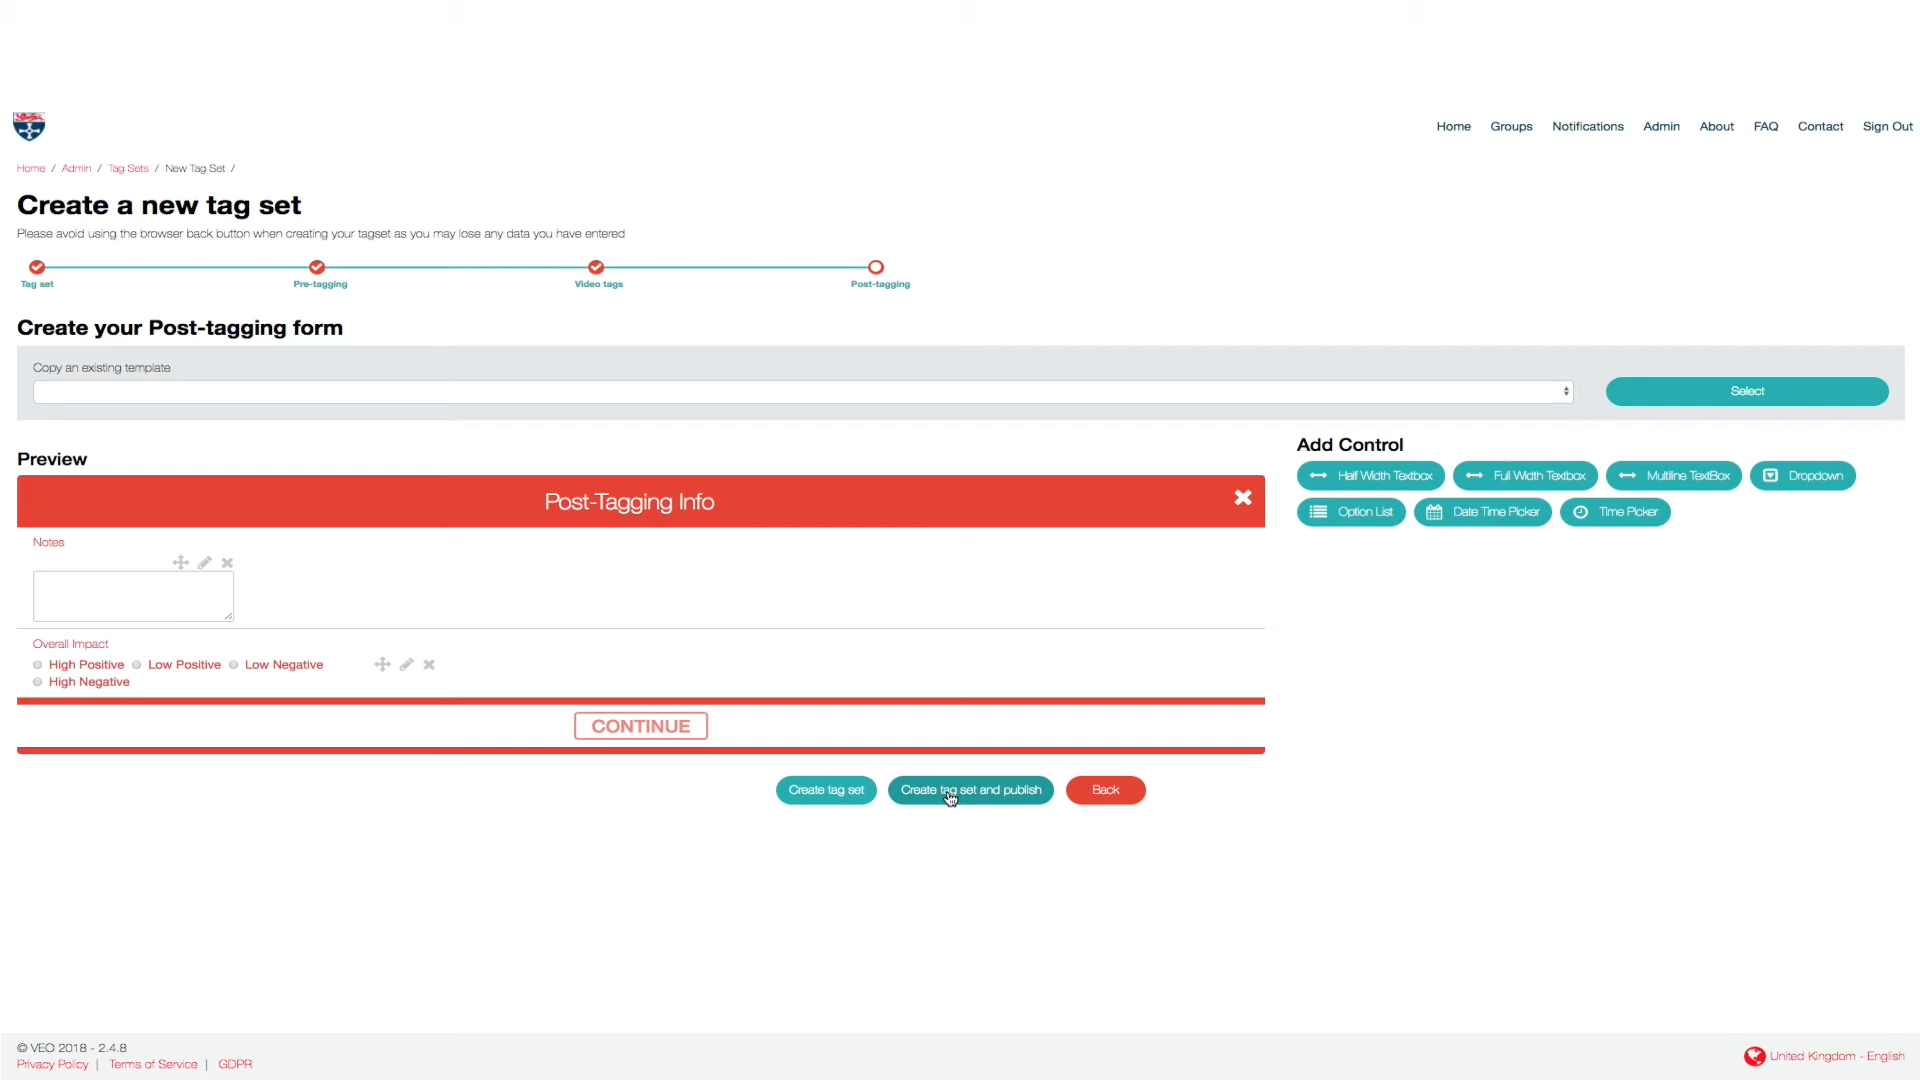 Home Groups Notifications Admin About FAQ Contact Sign Out
Home / Admin / Tag Sets / New Tag Set /
Create a new tag set
Please avoid using the browser back button when creating your tagset as you may lose any data you have entered
Tag set Pre-tagging Video tags Post-tagging
Create your Post-tagging form
Copy an existing template
Select
Preview
Add Control
Half Width Textbox Full Width Textbox Multiline TextBox Dropdown
Option List Date Time Picker Time Picker
Post-Tagging Info
Notes
Overall Impact
High Positive Low Positive Low Negative
High Negative
CONTINUE
Create tag set Create tag set and publish Back
© VEO 2018 - 2.4.8
Privacy Policy | Terms of Service | GDPR
United Kingdom - English